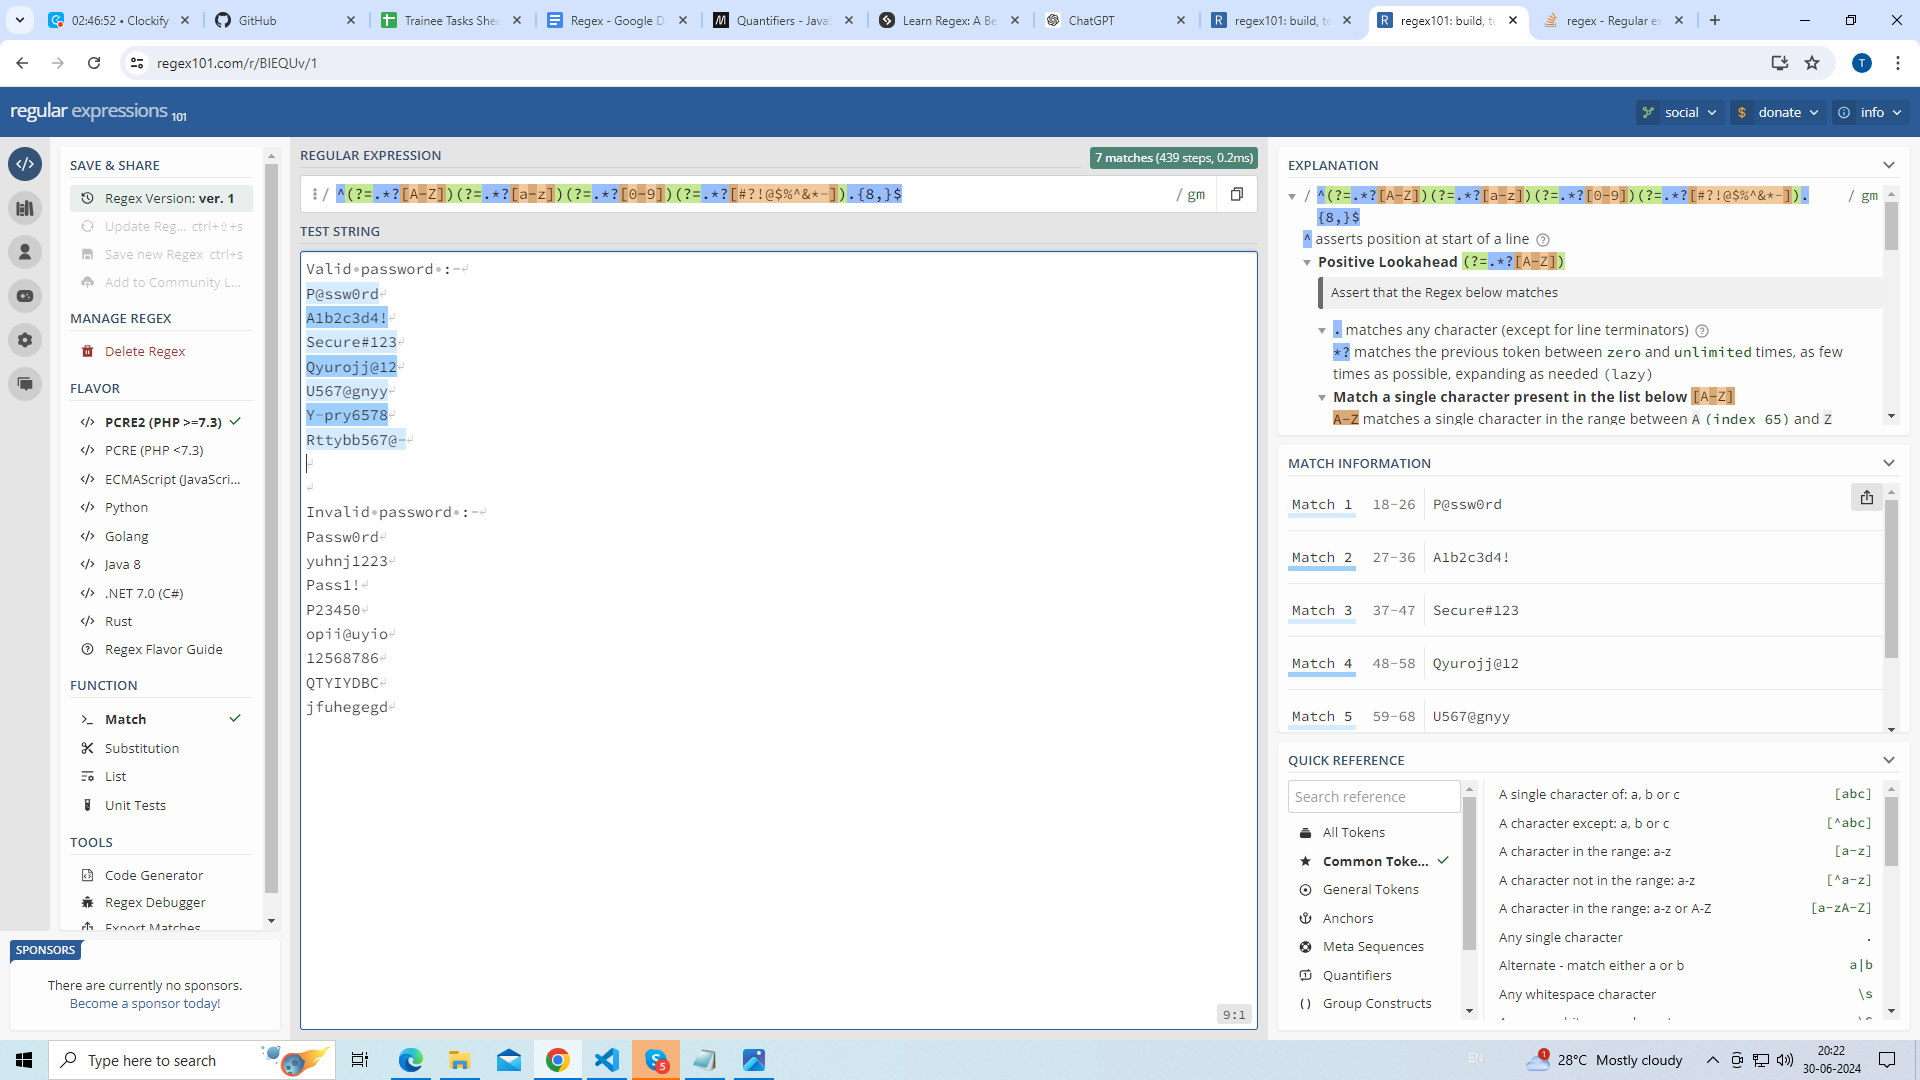 02:46:52 • Clockify
GitHub
Trainee Tasks She
Regex - Google D
Quantifiers - Java
Learn Regex: A Be
ChatGPT
regex101: build, te
regex101: build, te
regex - Regular ex
regex101.com/r/BIEQUv/1
T
regular expressions 101
social
$ donate
info
SAVE & SHARE
Regex Version: ver. 1
Update Reg... ctrl+⇧+s
Save new Regex ctrl+s
Add to Community L...
MANAGE REGEX
Delete Regex
FLAVOR
PCRE2 (PHP >=7.3)
PCRE (PHP <7.3)
ECMAScript (JavaScri...
Python
Golang
Java 8
.NET 7.0 (C#)
Rust
Regex Flavor Guide
FUNCTION
Match
Substitution
List
Unit Tests
TOOLS
Code Generator
Regex Debugger
Export Matches
SPONSORS
There are currently no sponsors.
Become a sponsor today!
REGULAR EXPRESSION
7 matches (439 steps, 0.2ms)
/ ^(?=.*?[A-Z])(?=.*?[a-z])(?=.*?[0-9])(?=.*?[#?!@$%^&*-]).{8,}$ / gm
TEST STRING
Valid•password•:-
P@ssw0rd
A1b2c3d4!
Secure#123
Qyurojj@12
U567@gnyy
Y-pry6578
Rttybb567@-
Invalid•password•:-
Passw0rd
yuhnj1223
Pass1!
P23450
opii@uyio
12568786
QTYIYDBC
jfuhegegd
9:1
EXPLANATION
/ ^(?=.*?[A-Z])(?=.*?[a-z])(?=.*?[0-9])(?=.*?[#?!@$%^&*-]). / gm
{8,}$
^ asserts position at start of a line
Positive Lookahead (?=.*?[A-Z])
Assert that the Regex below matches
. matches any character (except for line terminators)
*? matches the previous token between zero and unlimited times, as few
times as possible, expanding as needed (lazy)
Match a single character present in the list below [A-Z]
A-Z matches a single character in the range between A (index 65) and Z
MATCH INFORMATION
Match 1 18-26 P@ssw0rd
Match 2 27-36 A1b2c3d4!
Match 3 37-47 Secure#123
Match 4 48-58 Qyurojj@12
Match 5 59-68 U567@gnyy
QUICK REFERENCE
Search reference
All Tokens
Common Toke...
General Tokens
Anchors
Meta Sequences
Quantifiers
Group Constructs
A single character of: a, b or c [abc]
A character except: a, b or c [^abc]
A character in the range: a-z [a-z]
A character not in the range: a-z [^a-z]
A character in the range: a-z or A-Z [a-zA-Z]
Any single character .
Alternate - match either a or b a|b
Any whitespace character \s
Type here to search
5
EN
1
28°C Mostly cloudy
20:22
30-06-2024